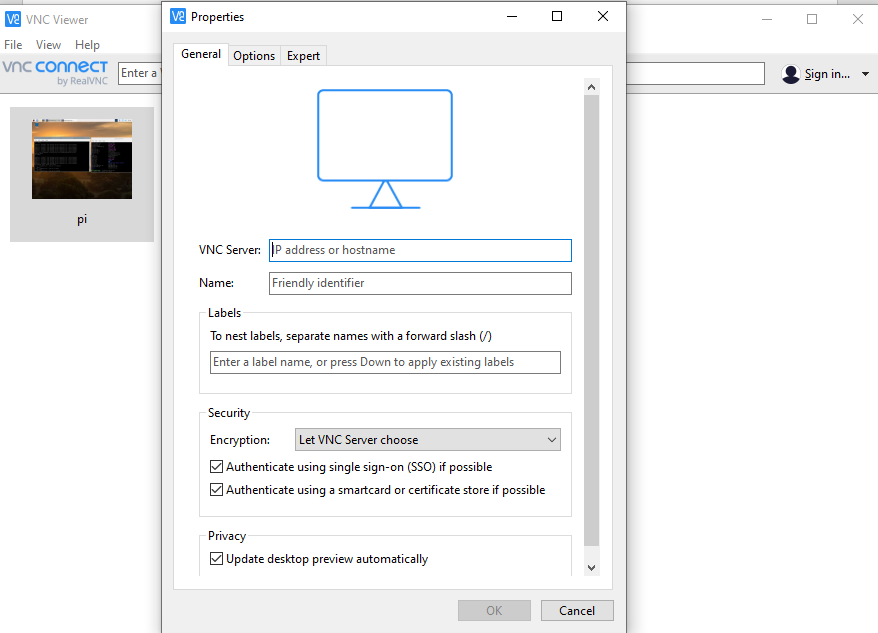 VNC Viewer
File View Help
vnc connect
by RealVNC
Enter a V
Sign in...
pi
Properties
General Options Expert
VNC Server: IP address or hostname
Name: Friendly identifier
Labels
To nest labels, separate names with a forward slash (/)
Enter a label name, or press Down to apply existing labels
Security
Encryption: Let VNC Server choose
Authenticate using single sign-on (SSO) if possible
Authenticate using a smartcard or certificate store if possible
Privacy
Update desktop preview automatically
OK Cancel